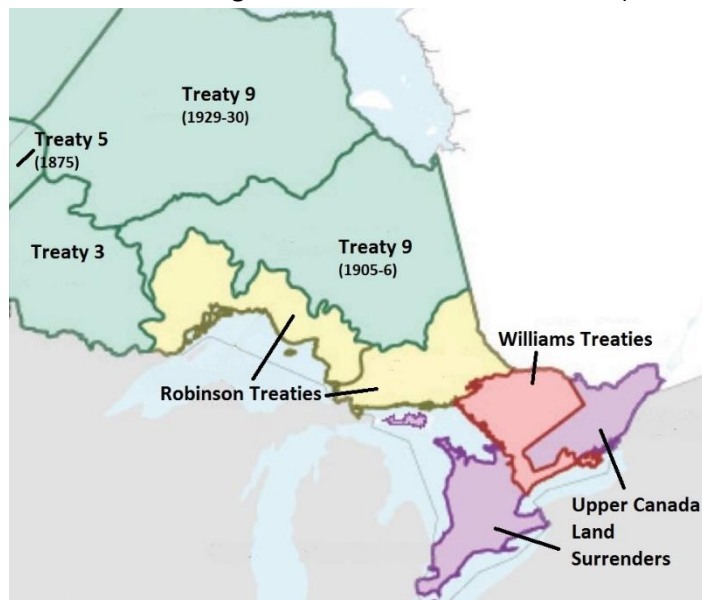 Treaty 9
(1929-30)
Treaty 5
(1875)
Treaty 3
Treaty 9
(1905-6)
Williams Treaties
Robinson Treaties
Upper Canada
Land
Surrenders